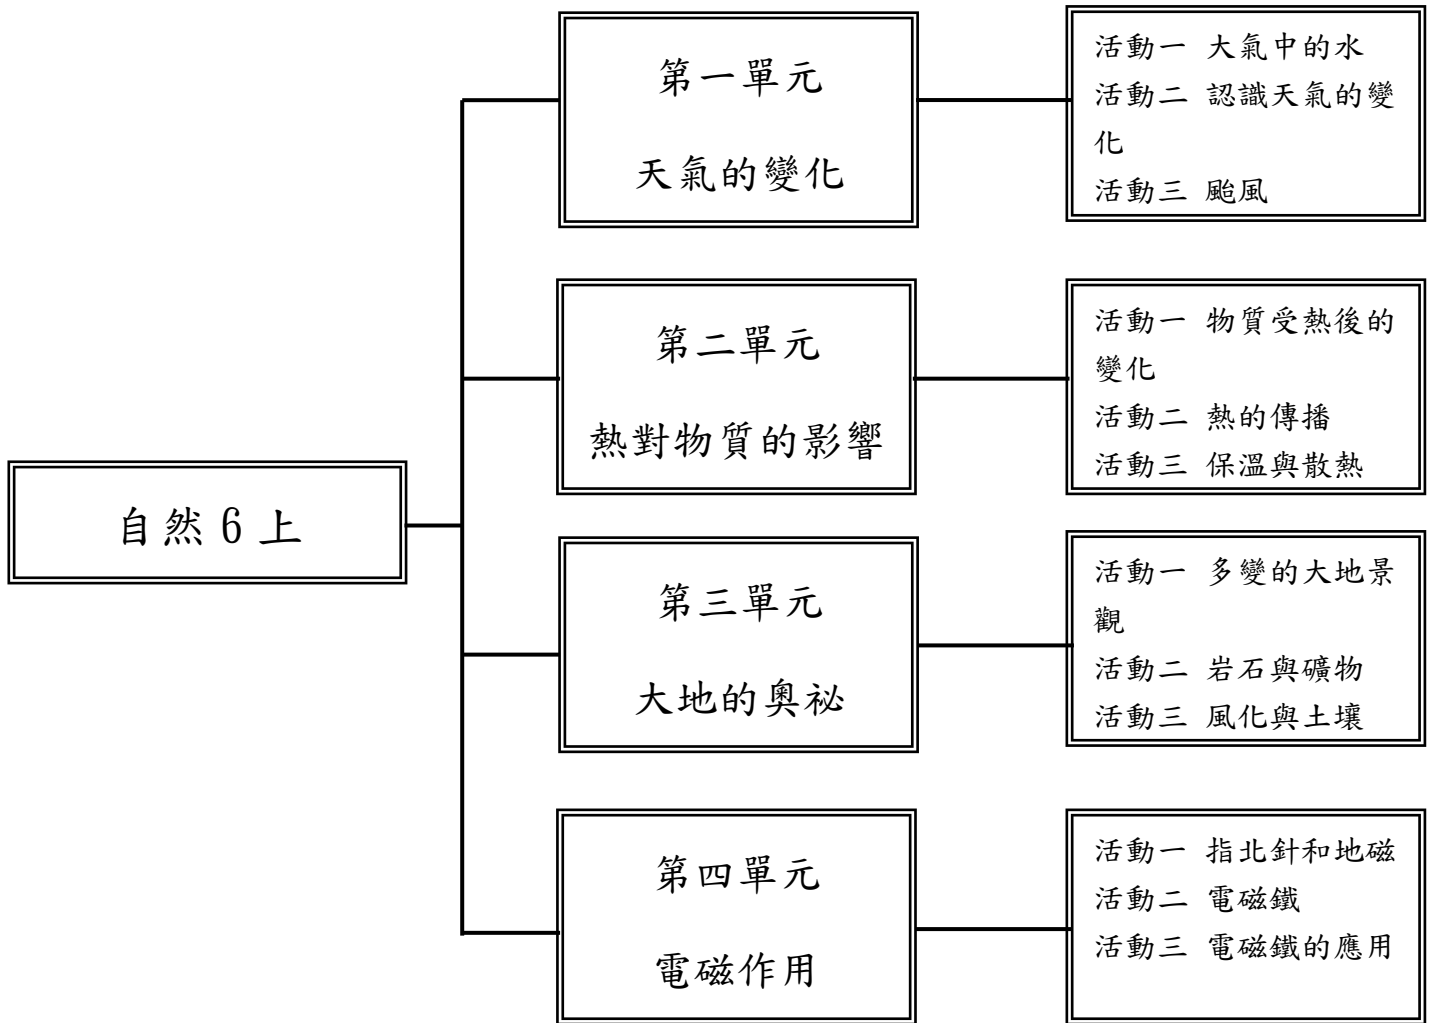 自然 6 上
第一單元
天氣的變化
活動一 大氣中的水
活動二 認識天氣的變
化
活動三 颱風
第二單元
熱對物質的影響
活動一 物質受熱後的
變化
活動二 熱的傳播
活動三 保溫與散熱
第三單元
大地的奧祕
活動一 多變的大地景
觀
活動二 岩石與礦物
活動三 風化與土壤
第四單元
電磁作用
活動一 指北針和地磁
活動二 電磁鐵
活動三 電磁鐵的應用